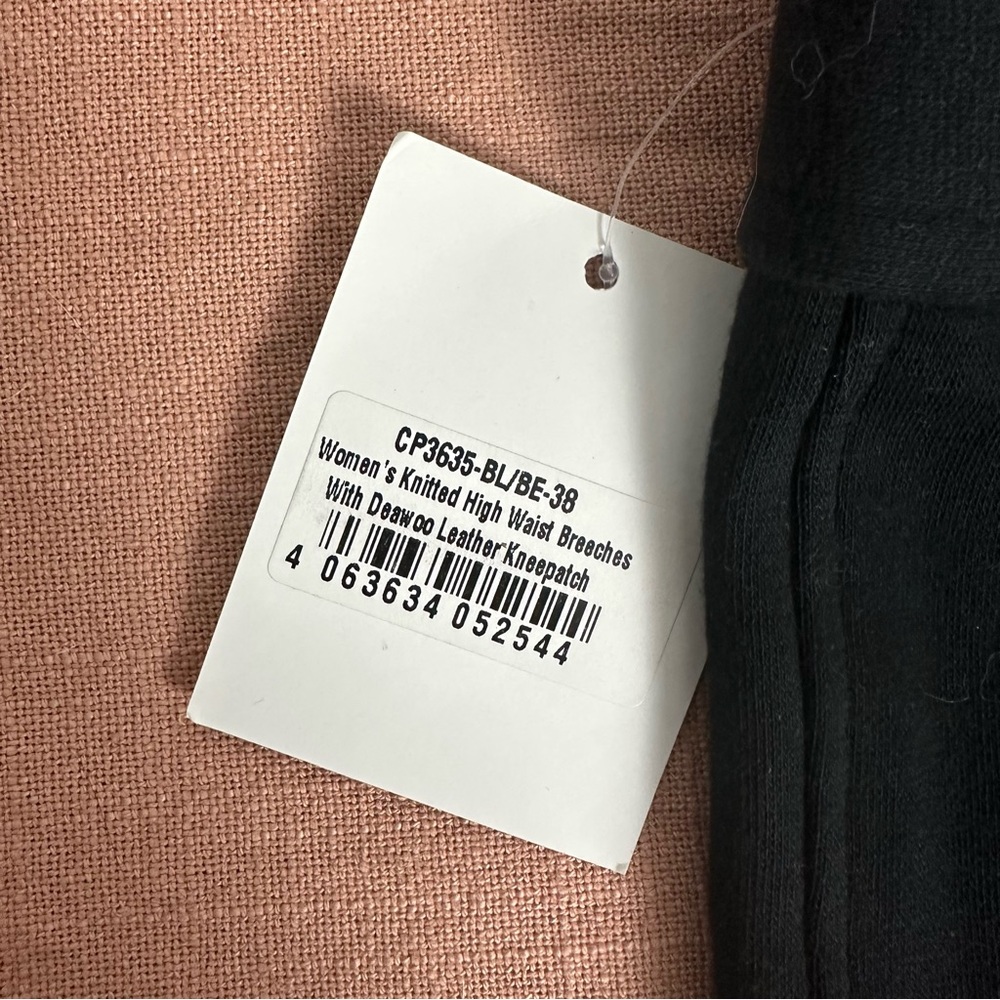 CP3635-BL/BE-38
Women's Knitted High Waist Breeches
With Deawoo Leather Kneepatch
4 063634 052544